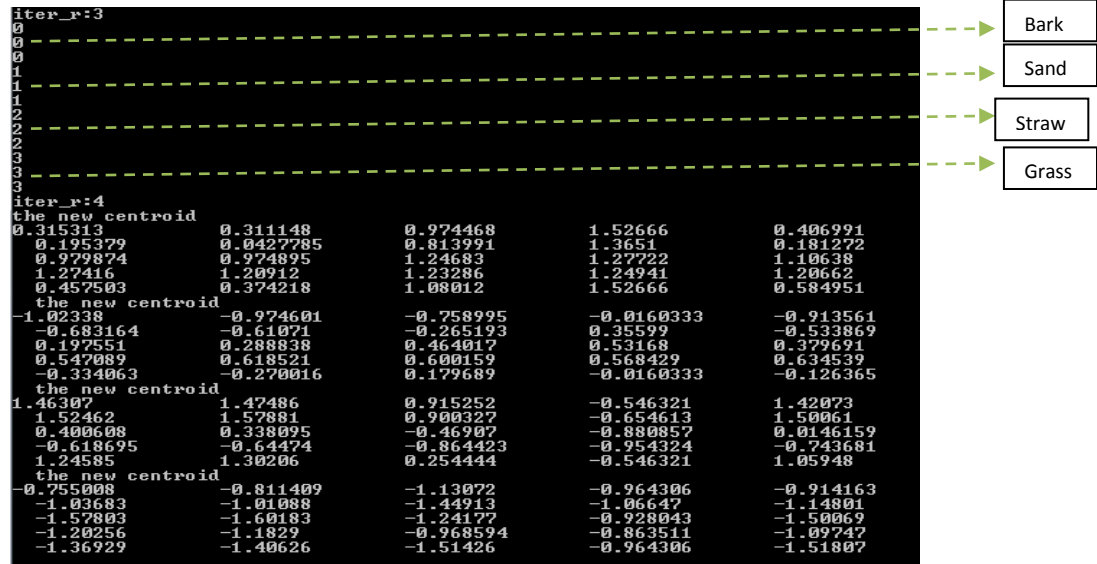 iter_r:3
0
0
0
1
1
1
2
2
2
3
3
3
iter_r:4
the new centroid
0.315313 0.311148 0.974468 1.52666 0.406991
0.195379 0.0427785 0.813991 1.3651 0.181272
0.979874 0.974895 1.24683 1.27722 1.10638
1.27416 1.20912 1.23286 1.24941 1.20662
0.457503 0.374218 1.08012 1.52666 0.584951
the new centroid
-1.02338 -0.974601 -0.758995 -0.0160333 -0.913561
-0.683164 -0.61071 -0.265193 0.35599 -0.533869
0.197551 0.288838 0.464017 0.53168 0.379691
0.547089 0.618521 0.600159 0.568429 0.634539
-0.334063 -0.270016 0.179689 -0.0160333 -0.126365
the new centroid
1.46307 1.47486 0.915252 -0.546321 1.42073
1.52462 1.57881 0.900327 -0.654613 1.50061
0.400608 0.338095 -0.46907 -0.880857 0.0146159
-0.618695 -0.64474 -0.864423 -0.954324 -0.743681
1.24585 1.30206 0.254444 -0.546321 1.05948
the new centroid
-0.755008 -0.811409 -1.13072 -0.964306 -0.914163
-1.03683 -1.01088 -1.44913 -1.06647 -1.14801
-1.57803 -1.60183 -1.24177 -0.928043 -1.50069
-1.20256 -1.1829 -0.968594 -0.863511 -1.09747
-1.36929 -1.40626 -1.51426 -0.964306 -1.51807
Bark
Sand
Straw
Grass